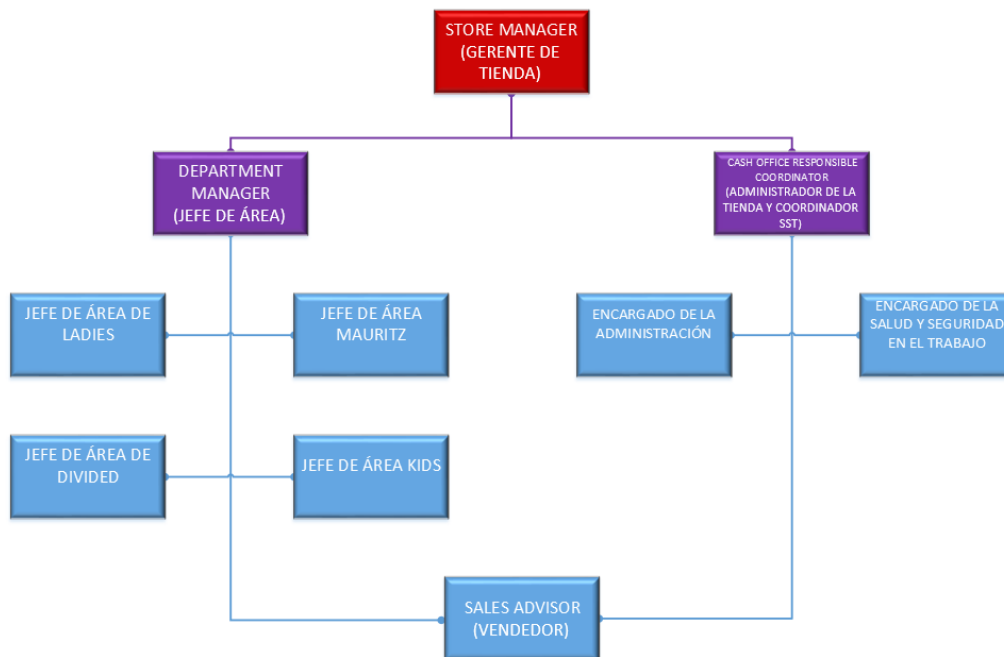 STORE MANAGER
(GERENTE DE
TIENDA)
DEPARTMENT
MANAGER
(JEFE DE ÁREA)
CASH OFFICE RESPONSIBLE
COORDINATOR
(ADMINISTRADOR DE LA
TIENDA Y COORDINADOR
SST)
JEFE DE ÁREA DE
LADIES
JEFE DE ÁREA
MAURITZ
ENCARGADO DE LA
ADMINISTRACIÓN
ENCARGADO DE LA
SALUD Y SEGURIDAD
EN EL TRABAJO
JEFE DE ÁREA DE
DIVIDED
JEFE DE ÁREA KIDS
SALES ADVISOR
(VENDEDOR)